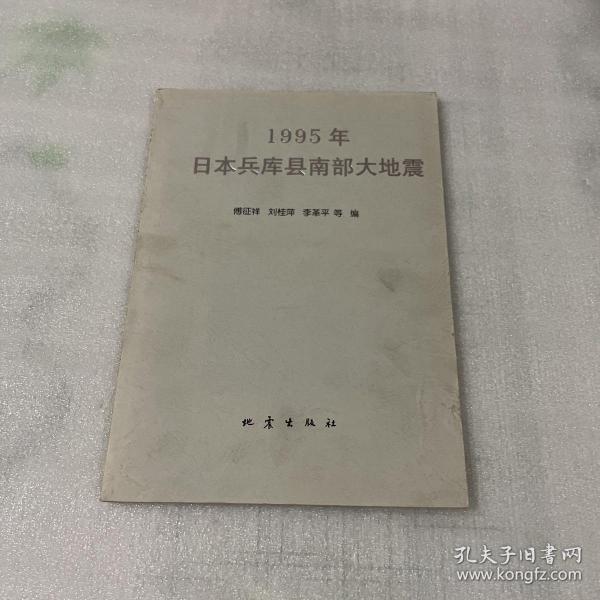 1995年
日本兵库县南部大地震
傅征祥 刘桂萍 李革平 等 编
地震出版社
孔夫子旧书网
www.kongfz.com